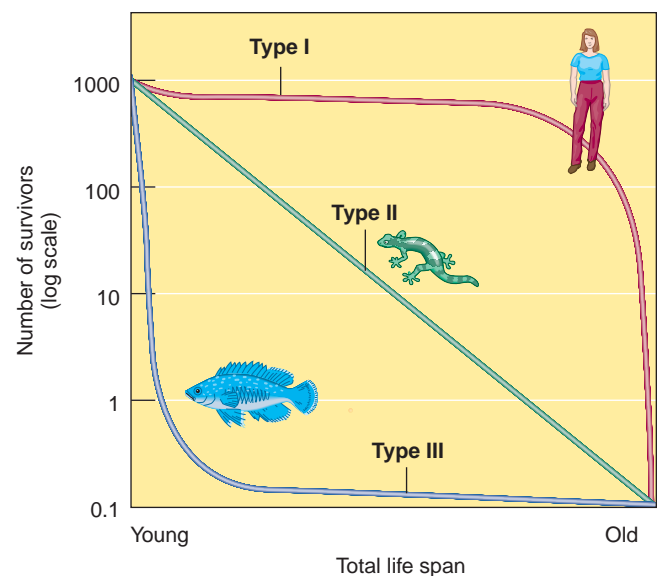 Type I
1000
100
Type II
10
1
Type III
0.1
Number of survivors
(log scale)
Young
Old
Total life span